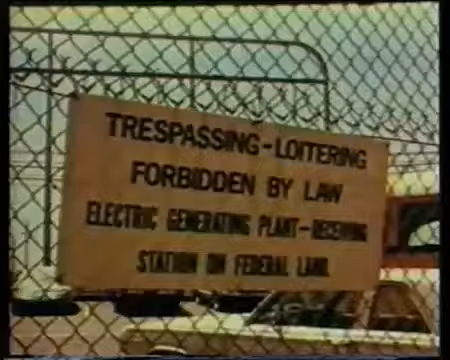 TRESPASSING-LOITERING
FORBIDDEN BY LAW
ELECTRIC GENERATING PLANT-RECEIVING
STATION ON FEDERAL LAND.